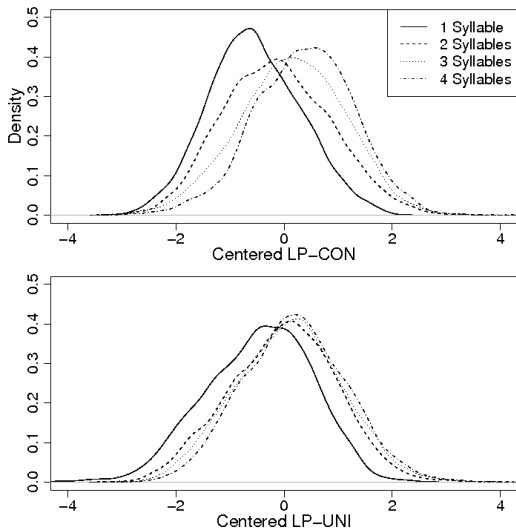 0.5
0.4
0.3
0.2
0.1
0.0
Density
1 Syllable
2 Syllables
3 Syllables
4 Syllables
−4 −2 0 2 4
Centered LP−CON
0.5
0.4
0.3
0.2
0.1
0.0
−4 −2 0 2 4
Centered LP−UNI